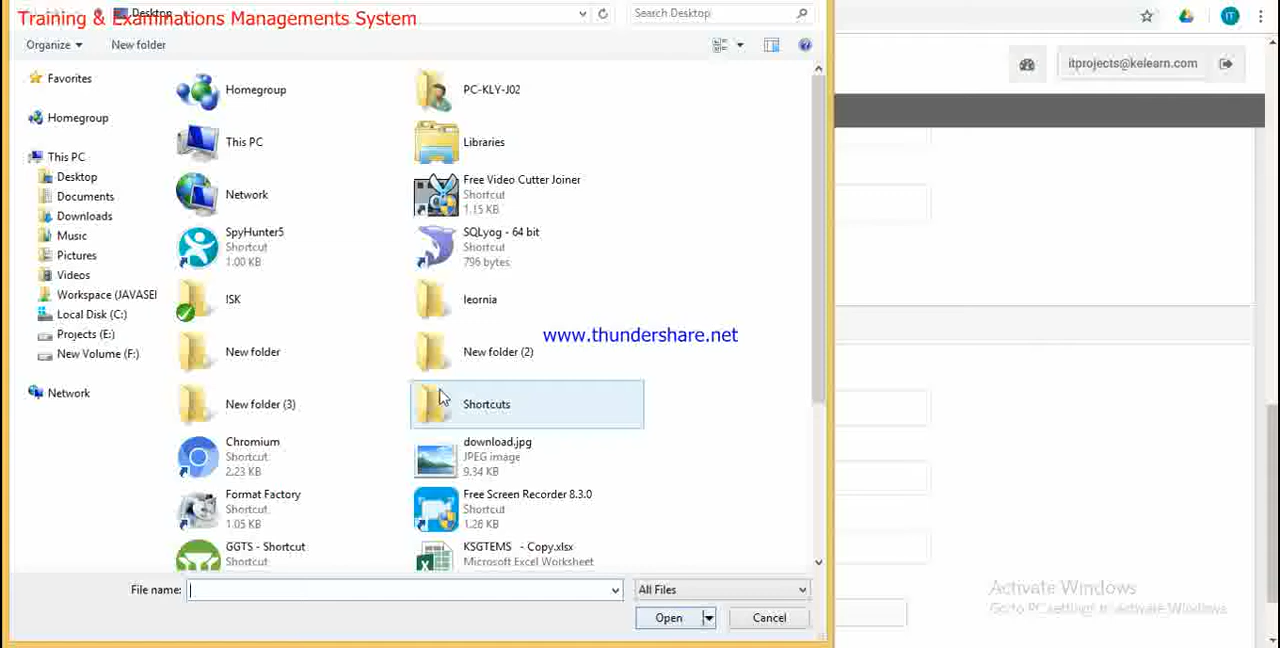 Training & Examinations Managements System
Desktop
Search Desktop
Organize
New folder
itprojects@kelearn.com
IT
Favorites
Homegroup
This PC
Desktop
Documents
Downloads
Music
Pictures
Videos
Workspace (JAVASEI
Local Disk (C:)
Projects (E:)
New Volume (F:)
Network
Homegroup
PC-KLY-J02
This PC
Libraries
Network
Free Video Cutter Joiner
Shortcut
1.15 KB
SpyHunter5
Shortcut
1.00 KB
SQLyog - 64 bit
Shortcut
796 bytes
ISK
leornia
www.thundershare.net
New folder
New folder (2)
New folder (3)
Shortcuts
Chromium
Shortcut
2.23 KB
download.jpg
JPEG image
9.34 KB
Format Factory
Shortcut
1.05 KB
Free Screen Recorder 8.3.0
Shortcut
1.26 KB
GGTS - Shortcut
Shortcut
KSGTEMS - Copy.xlsx
Microsoft Excel Worksheet
File name:
All Files
Open
Cancel
Activate Windows
Go to PC settings to activate Windows.